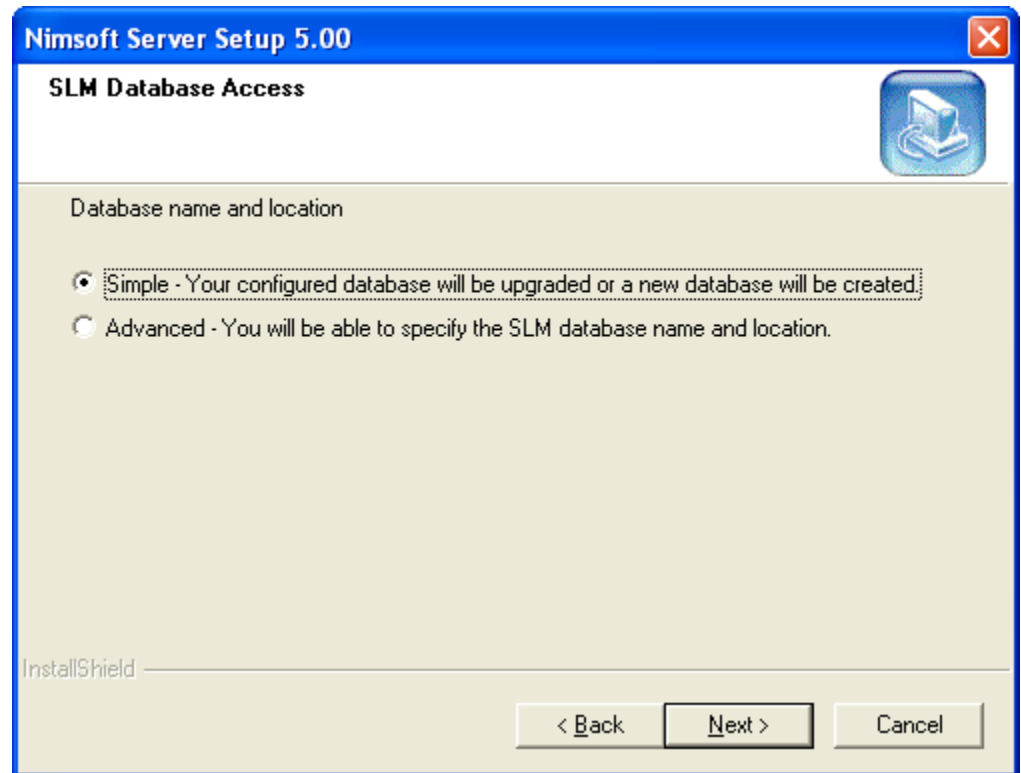 Nimsoft Server Setup 5.00
SLM Database Access
Database name and location
Simple - Your configured database will be upgraded or a new database will be created.
Advanced - You will be able to specify the SLM database name and location.
InstallShield
< Back
Next >
Cancel